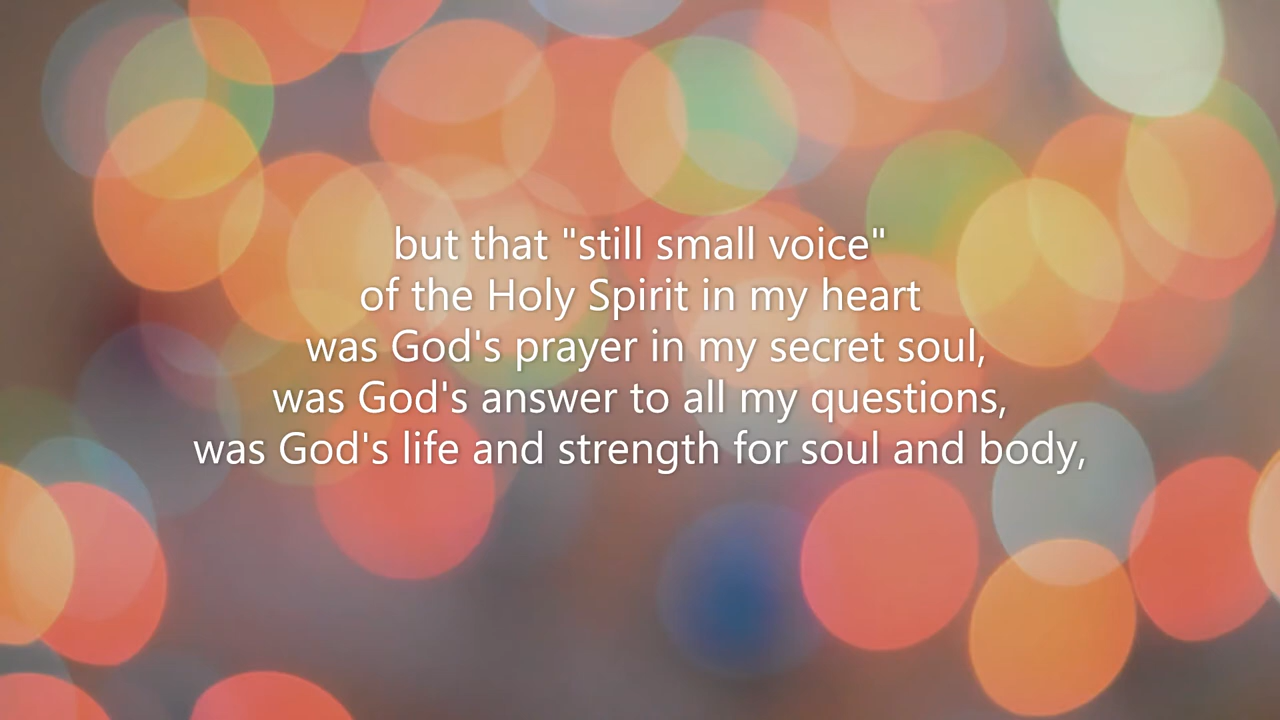 but that "still small voice"
of the Holy Spirit in my heart
was God's prayer in my secret soul,
was God's answer to all my questions,
was God's life and strength for soul and body,